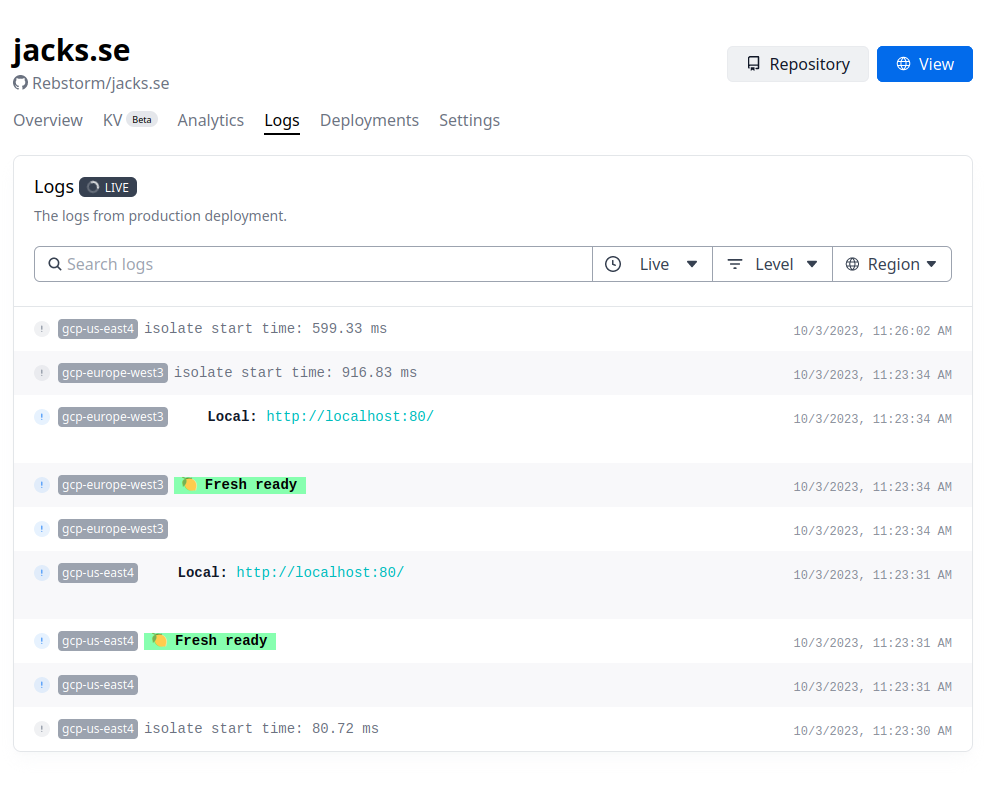 jacks.se
Rebstorm/jacks.se
Repository
View
Overview KV Beta Analytics Logs Deployments Settings
Logs LIVE
The logs from production deployment.
Search logs Live Level Region
gcp-us-east4 isolate start time: 599.33 ms 10/3/2023, 11:26:02 AM
gcp-europe-west3 isolate start time: 916.83 ms 10/3/2023, 11:23:34 AM
gcp-europe-west3 Local: http://localhost:80/ 10/3/2023, 11:23:34 AM
gcp-europe-west3 🍋 Fresh ready 10/3/2023, 11:23:34 AM
gcp-europe-west3 10/3/2023, 11:23:34 AM
gcp-us-east4 Local: http://localhost:80/ 10/3/2023, 11:23:31 AM
gcp-us-east4 🍋 Fresh ready 10/3/2023, 11:23:31 AM
gcp-us-east4 10/3/2023, 11:23:31 AM
gcp-us-east4 isolate start time: 80.72 ms 10/3/2023, 11:23:30 AM